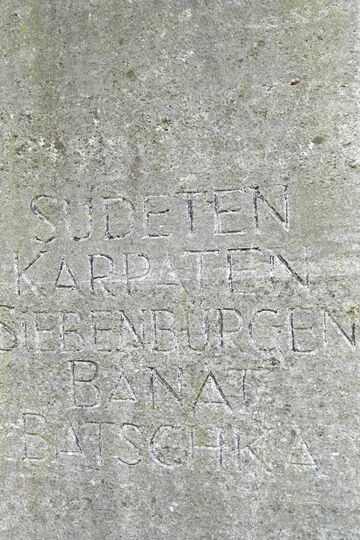 SUDETEN
KARPATEN
SIEBENBÜRGEN
BANAT
BATSCHKA